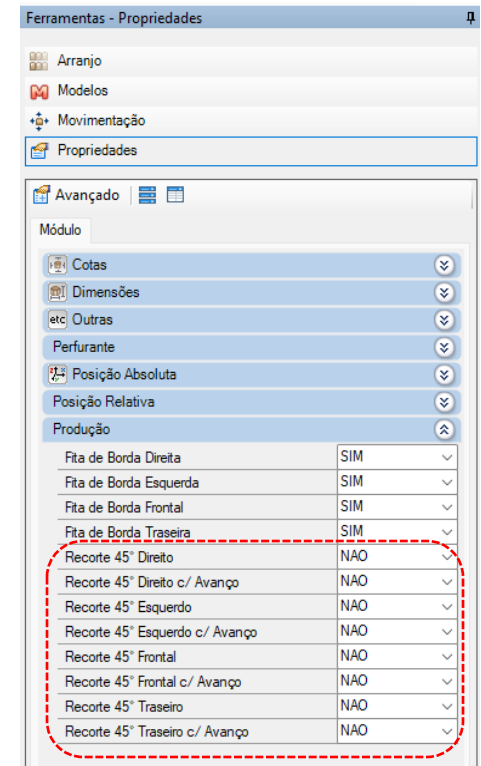 Ferramentas - Propriedades
Arranjo
Modelos
Movimentação
Propriedades
Avançado
Módulo
Cotas
Dimensões
etc Outras
Perfurante
Posição Absoluta
Posição Relativa
Produção
Fita de Borda Direita SIM
Fita de Borda Esquerda SIM
Fita de Borda Frontal SIM
Fita de Borda Traseira SIM
Recorte 45° Direito NAO
Recorte 45° Direito c/ Avanço NAO
Recorte 45° Esquerdo NAO
Recorte 45° Esquerdo c/ Avanço NAO
Recorte 45° Frontal NAO
Recorte 45° Frontal c/ Avanço NAO
Recorte 45° Traseiro NAO
Recorte 45° Traseiro c/ Avanço NAO